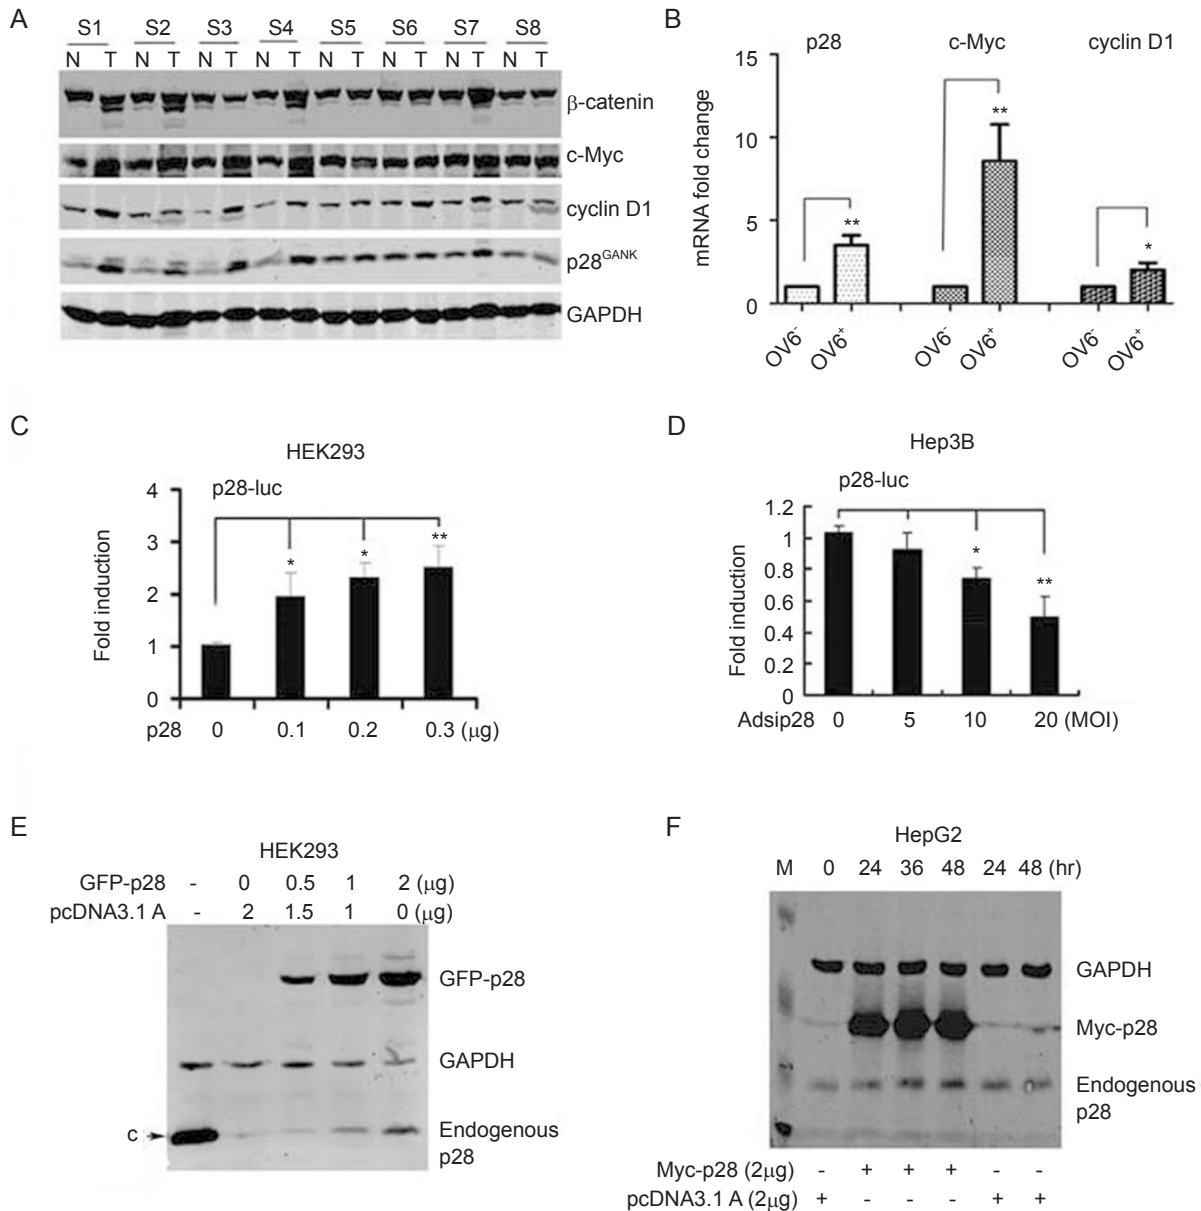 A
S1 S2 S3 S4 S5 S6 S7 S8
N T N T N T N T N T N T N T N T
β-catenin
c-Myc
cyclin D1
p28GANK
GAPDH
B
p28 c-Myc cyclin D1
mRNA fold change
15
10
5
0
** ** *
OV6- OV6+ OV6- OV6+ OV6- OV6+
C
HEK293
p28-luc
Fold induction
4
3
2
1
0
* * **
p28 0 0.1 0.2 0.3 (µg)
D
Hep3B
p28-luc
Fold induction
1.2
1
0.8
0.6
0.4
0.2
0
* **
Adsip28 0 5 10 20 (MOI)
E
HEK293
GFP-p28 - 0 0.5 1 2 (µg)
pcDNA3.1 A - 2 1.5 1 0 (µg)
GFP-p28
GAPDH
c
Endogenous
p28
F
HepG2
M 0 24 36 48 24 48 (hr)
GAPDH
Myc-p28
Endogenous
p28
Myc-p28 (2µg) - + + + - -
pcDNA3.1 A (2µg) + - - - + +